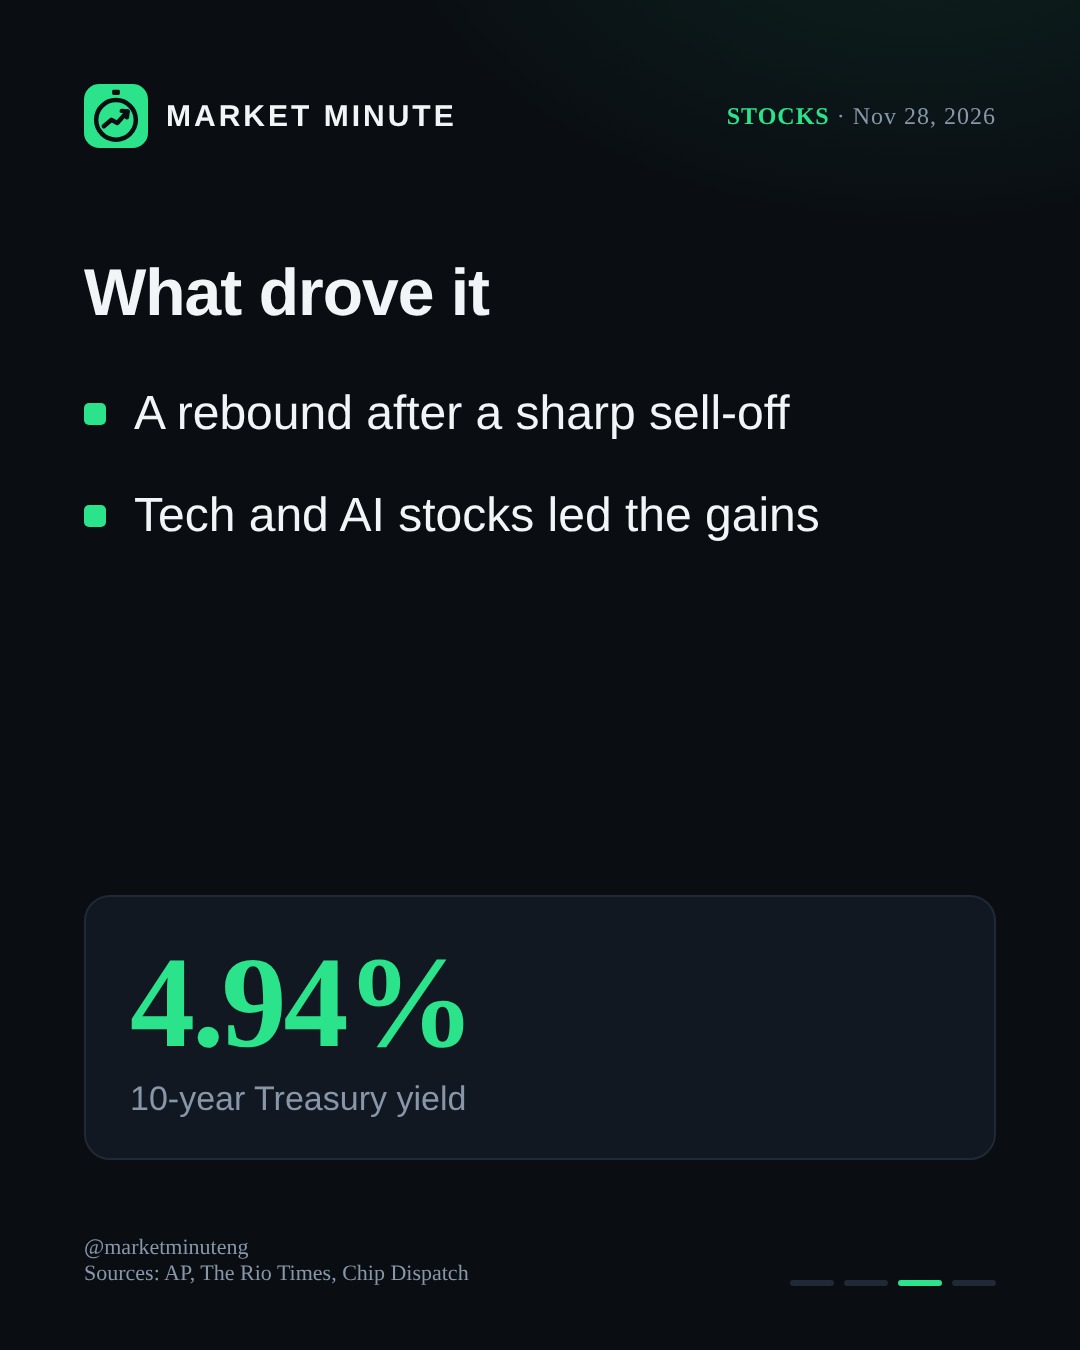 MARKET MINUTE
STOCKS · Nov 28, 2026
What drove it
A rebound after a sharp sell-off
Tech and AI stocks led the gains
4.94%
10-year Treasury yield
@marketminuteng
Sources: AP, The Rio Times, Chip Dispatch